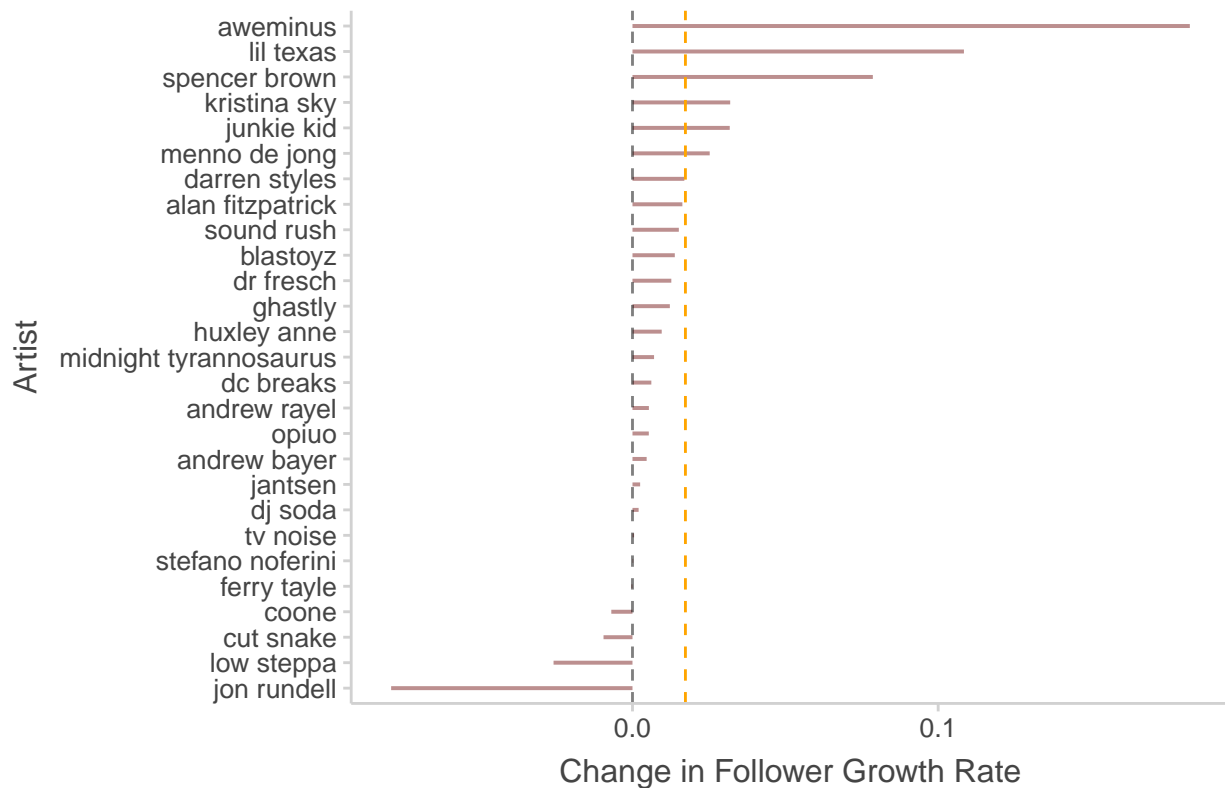 aweminus
lil texas
spencer brown
kristina sky
junkie kid
menno de jong
darren styles
alan fitzpatrick
sound rush
blastoyz
dr fresch
ghastly
huxley anne
midnight tyrannosaurus
dc breaks
andrew rayel
opiuo
andrew bayer
jantsen
dj soda
tv noise
stefano noferini
ferry tayle
coone
cut snake
low steppa
jon rundell
Artist
0.0 0.1
Change in Follower Growth Rate